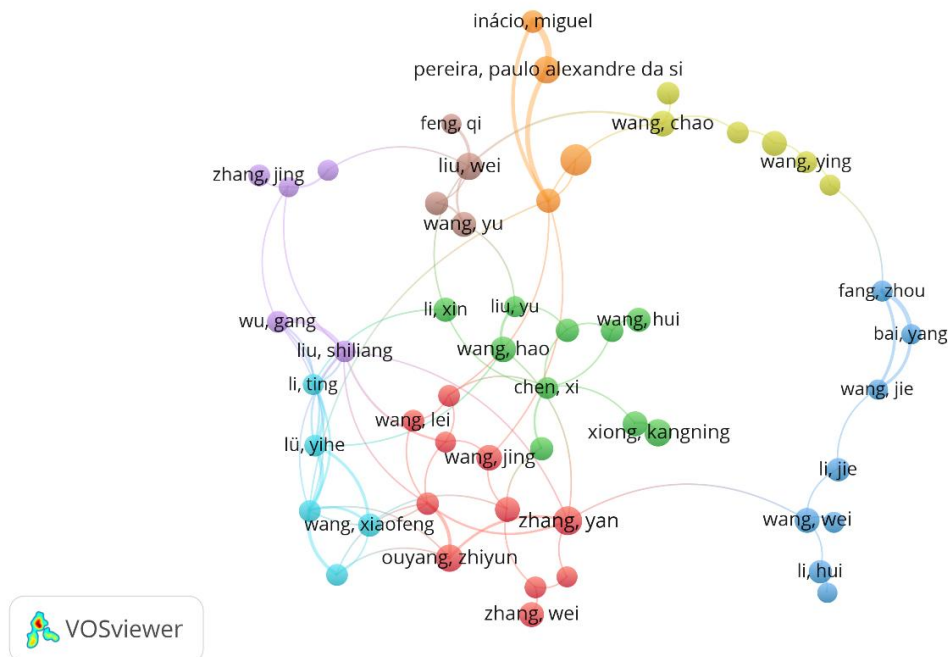 inácio, miguel
pereira, paulo alexandre da si
feng, qi
wang, chao
liu, wei
wang, ying
zhang, jing
wang, yu
fang, zhou
li, xin
liu, yu
wu, gang
wang, hui
bai, yang
liu, shiliang
wang, hao
li, ting
chen, xi
wang, jie
wang, lei
xiong, kangning
lü, yihe
wang, jing
li, jie
wang, xiaofeng
zhang, yan
wang, wei
ouyang, zhiyun
li, hui
zhang, wei
VOSviewer